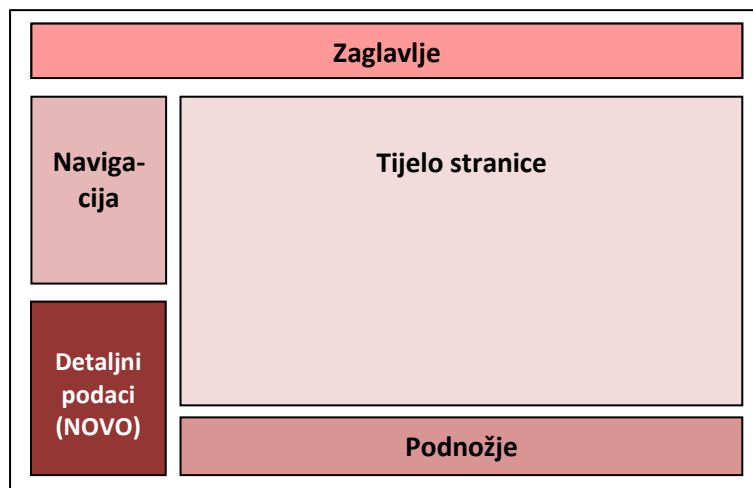 Zaglavlje
Naviga-
cija
Tijelo stranice
Detaljni
podaci
(NOVO)
Podnožje